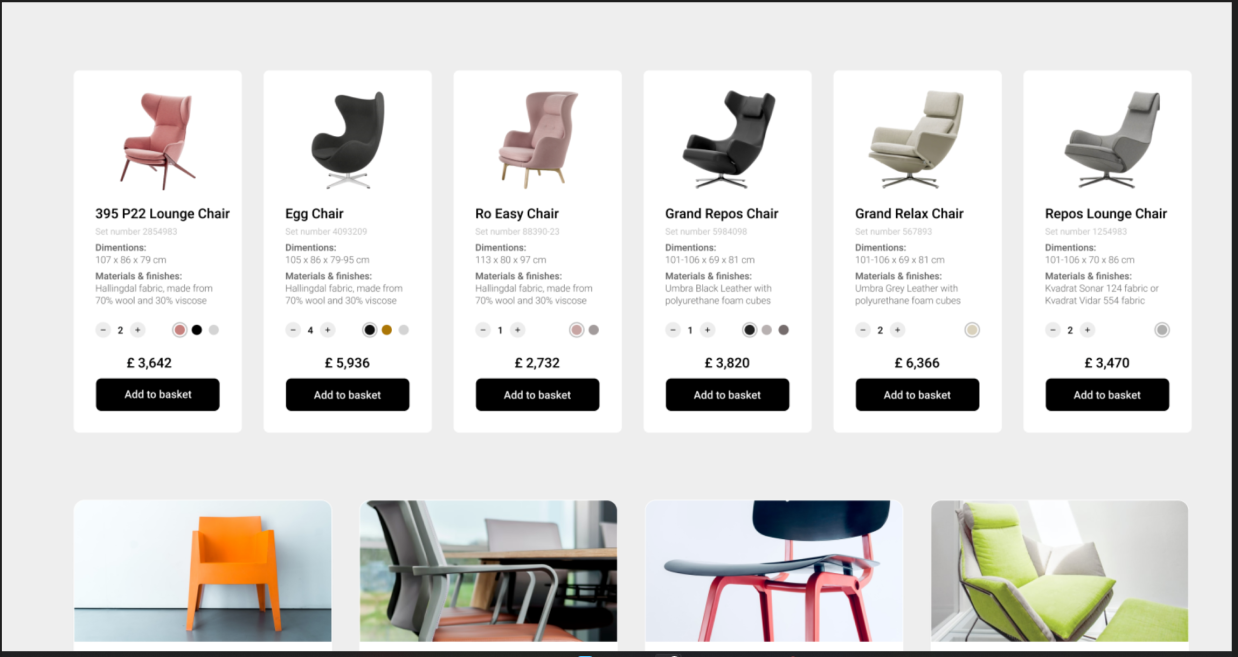 395 P22 Lounge Chair
Set number 2854983
Dimentions:
107 x 86 x 79 cm
Materials & finishes:
Hallingdal fabric, made from
70% wool and 30% viscose
− 2 +
£ 3,642
Add to basket
Egg Chair
Set number 4093209
Dimentions:
105 x 86 x 79-95 cm
Materials & finishes:
Hallingdal fabric, made from
70% wool and 30% viscose
− 4 +
£ 5,936
Add to basket
Ro Easy Chair
Set number 88390-23
Dimentions:
113 x 80 x 97 cm
Materials & finishes:
Hallingdal fabric, made from
70% wool and 30% viscose
− 1 +
£ 2,732
Add to basket
Grand Repos Chair
Set number 5984098
Dimentions:
101-106 x 69 x 81 cm
Materials & finishes:
Umbra Black Leather with
polyurethane foam cubes
− 1 +
£ 3,820
Add to basket
Grand Relax Chair
Set number 567893
Dimentions:
101-106 x 69 x 81 cm
Materials & finishes:
Umbra Grey Leather with
polyurethane foam cubes
− 2 +
£ 6,366
Add to basket
Repos Lounge Chair
Set number 1254983
Dimentions:
101-106 x 70 x 86 cm
Materials & finishes:
Kvadrat Sonar 124 fabric or
Kvadrat Vidar 554 fabric
− 2 +
£ 3,470
Add to basket